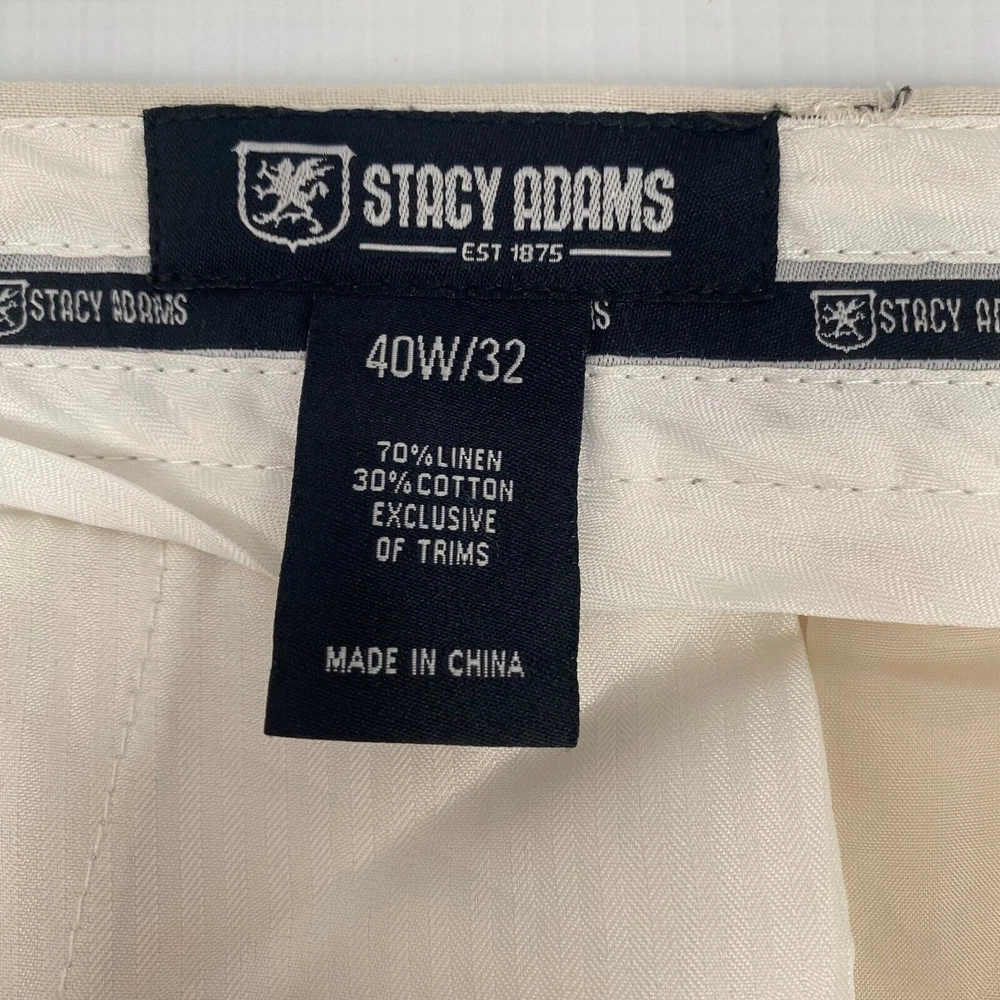 STACY ADAMS
EST 1875
STACY ADAMS
STACY
40W/32
70%LINEN
30%COTTON
EXCLUSIVE
OF TRIMS
MADE IN CHINA